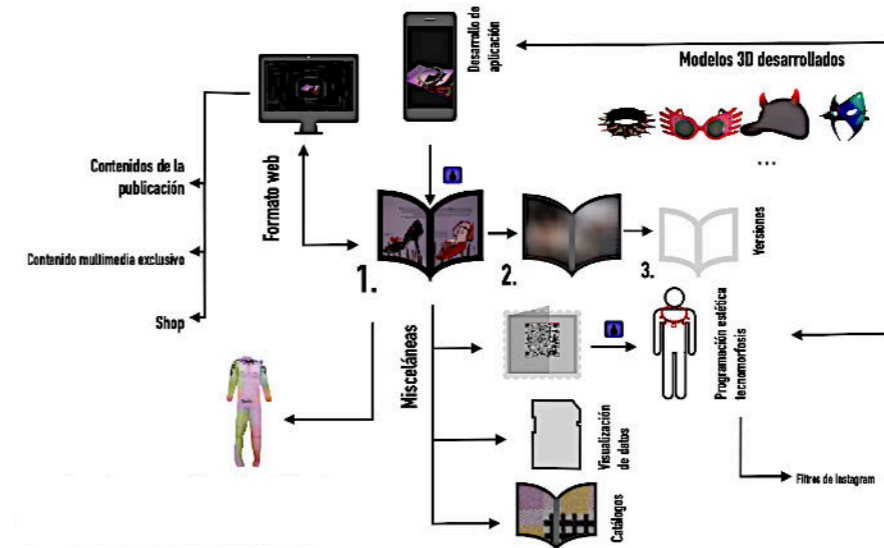 Desarrollo de
aplicación
Modelos 3D desarrollados
...
Contenidos de la
publicación
Formato web
Contenido multimedia exclusivo
Shop
1.
2.
3.
Versiones
Misceláneas
Programación estética
tecnomorfosis
Visualización
de datos
Filtros de Instagram
Catálogos